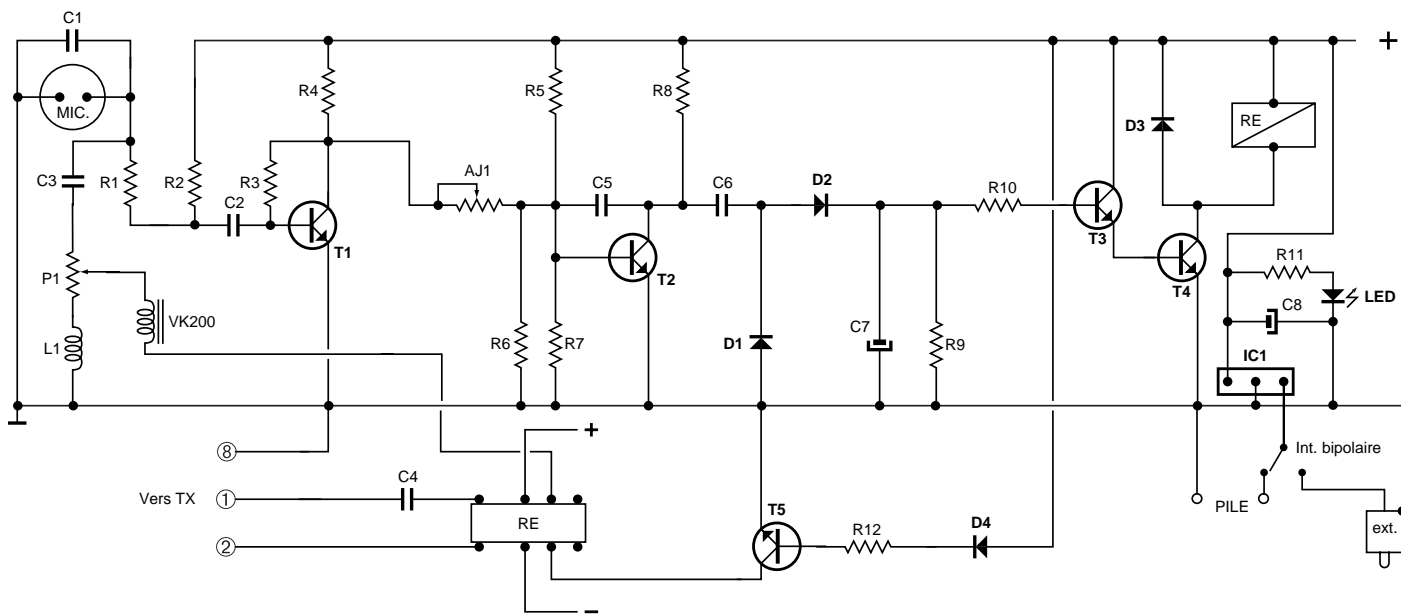 C1
+
MIC.
R4
R5
R8
D3
RE
C3
R1
R2
R3
C2
AJ1
C5
C6
D2
R10
T1
T2
T3
T4
P1
VK200
L1
R6
R7
D1
C7
R9
R11
LED
C8
IC1
8
+
Int. bipolaire
C4
Vers TX
1
RE
T5
R12
D4
PILE
ext.
2
–